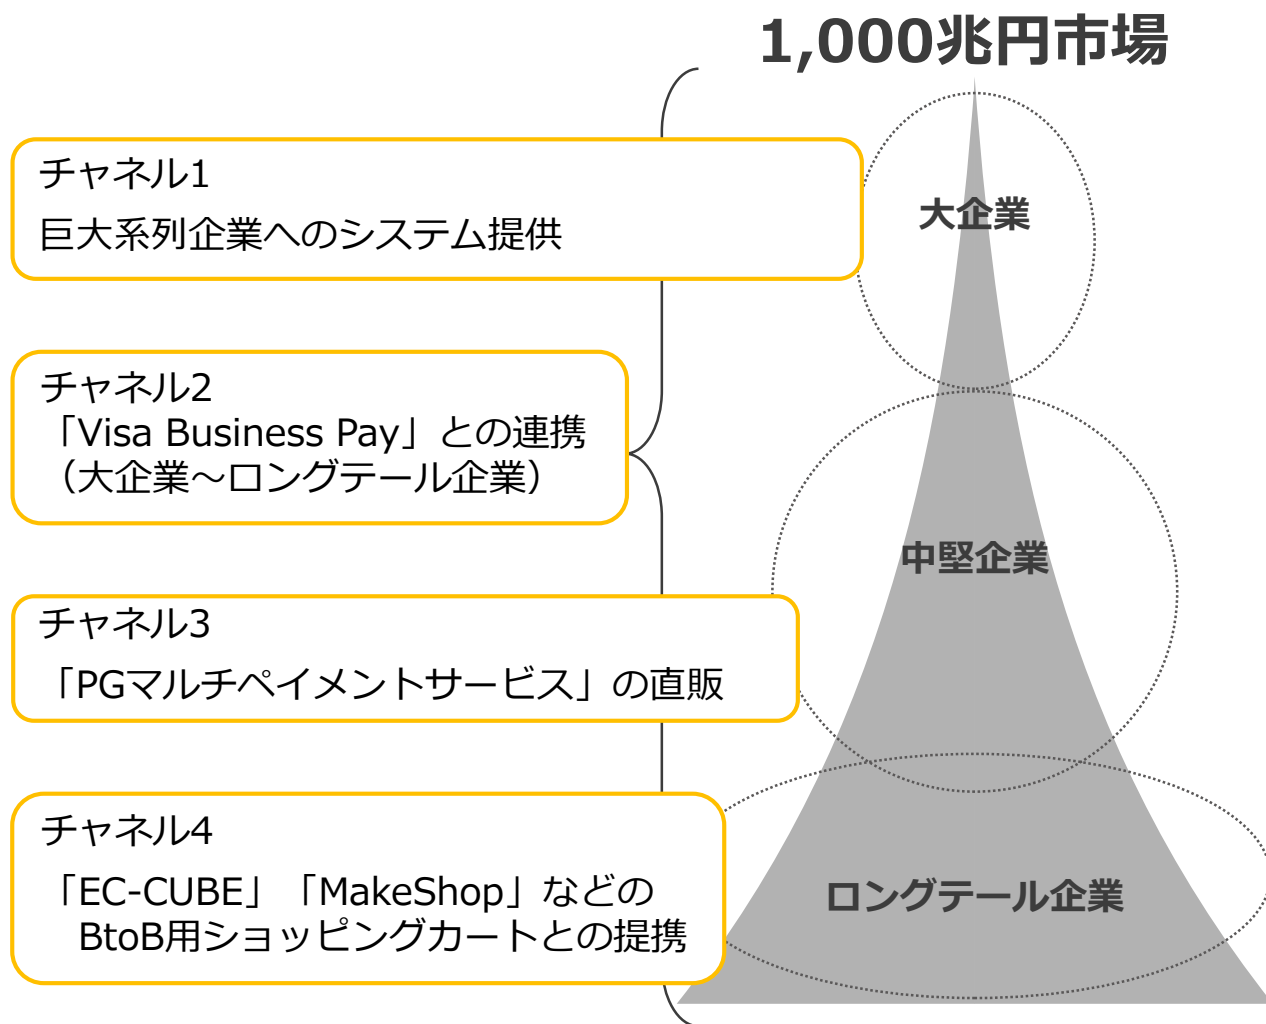 1,000兆円市場
チャネル1
巨大系列企業へのシステム提供
大企業
チャネル2
「Visa Business Pay」との連携
（大企業～ロングテール企業）
中堅企業
チャネル3
「PGマルチペイメントサービス」の直販
チャネル4
「EC-CUBE」「MakeShop」などの
BtoB用ショッピングカートとの提携
ロングテール企業